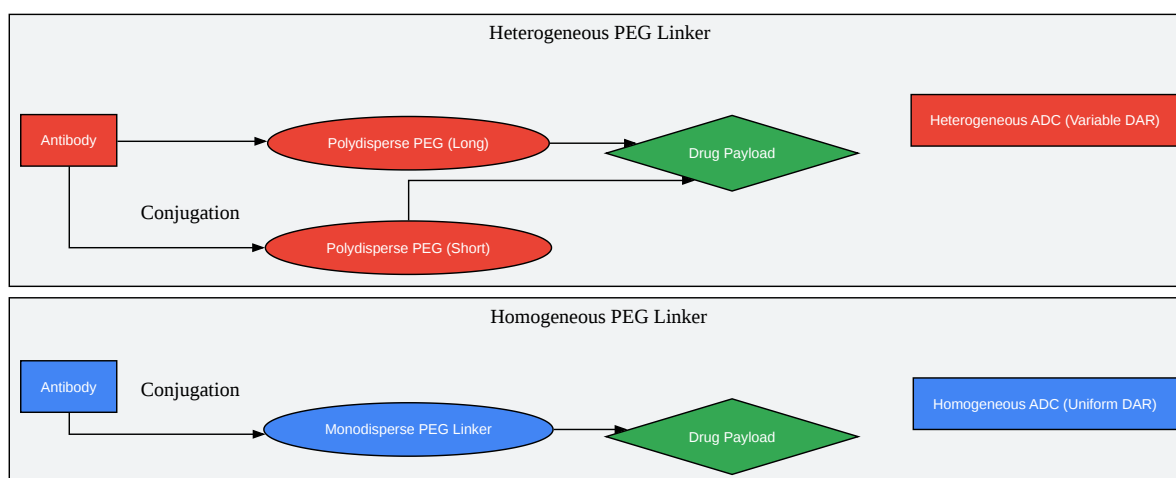 Heterogeneous PEG Linker
Antibody
Polydisperse PEG (Long)
Drug Payload
Heterogeneous ADC (Variable DAR)
Conjugation
Polydisperse PEG (Short)
Homogeneous PEG Linker
Antibody
Conjugation
Monodisperse PEG Linker
Drug Payload
Homogeneous ADC (Uniform DAR)